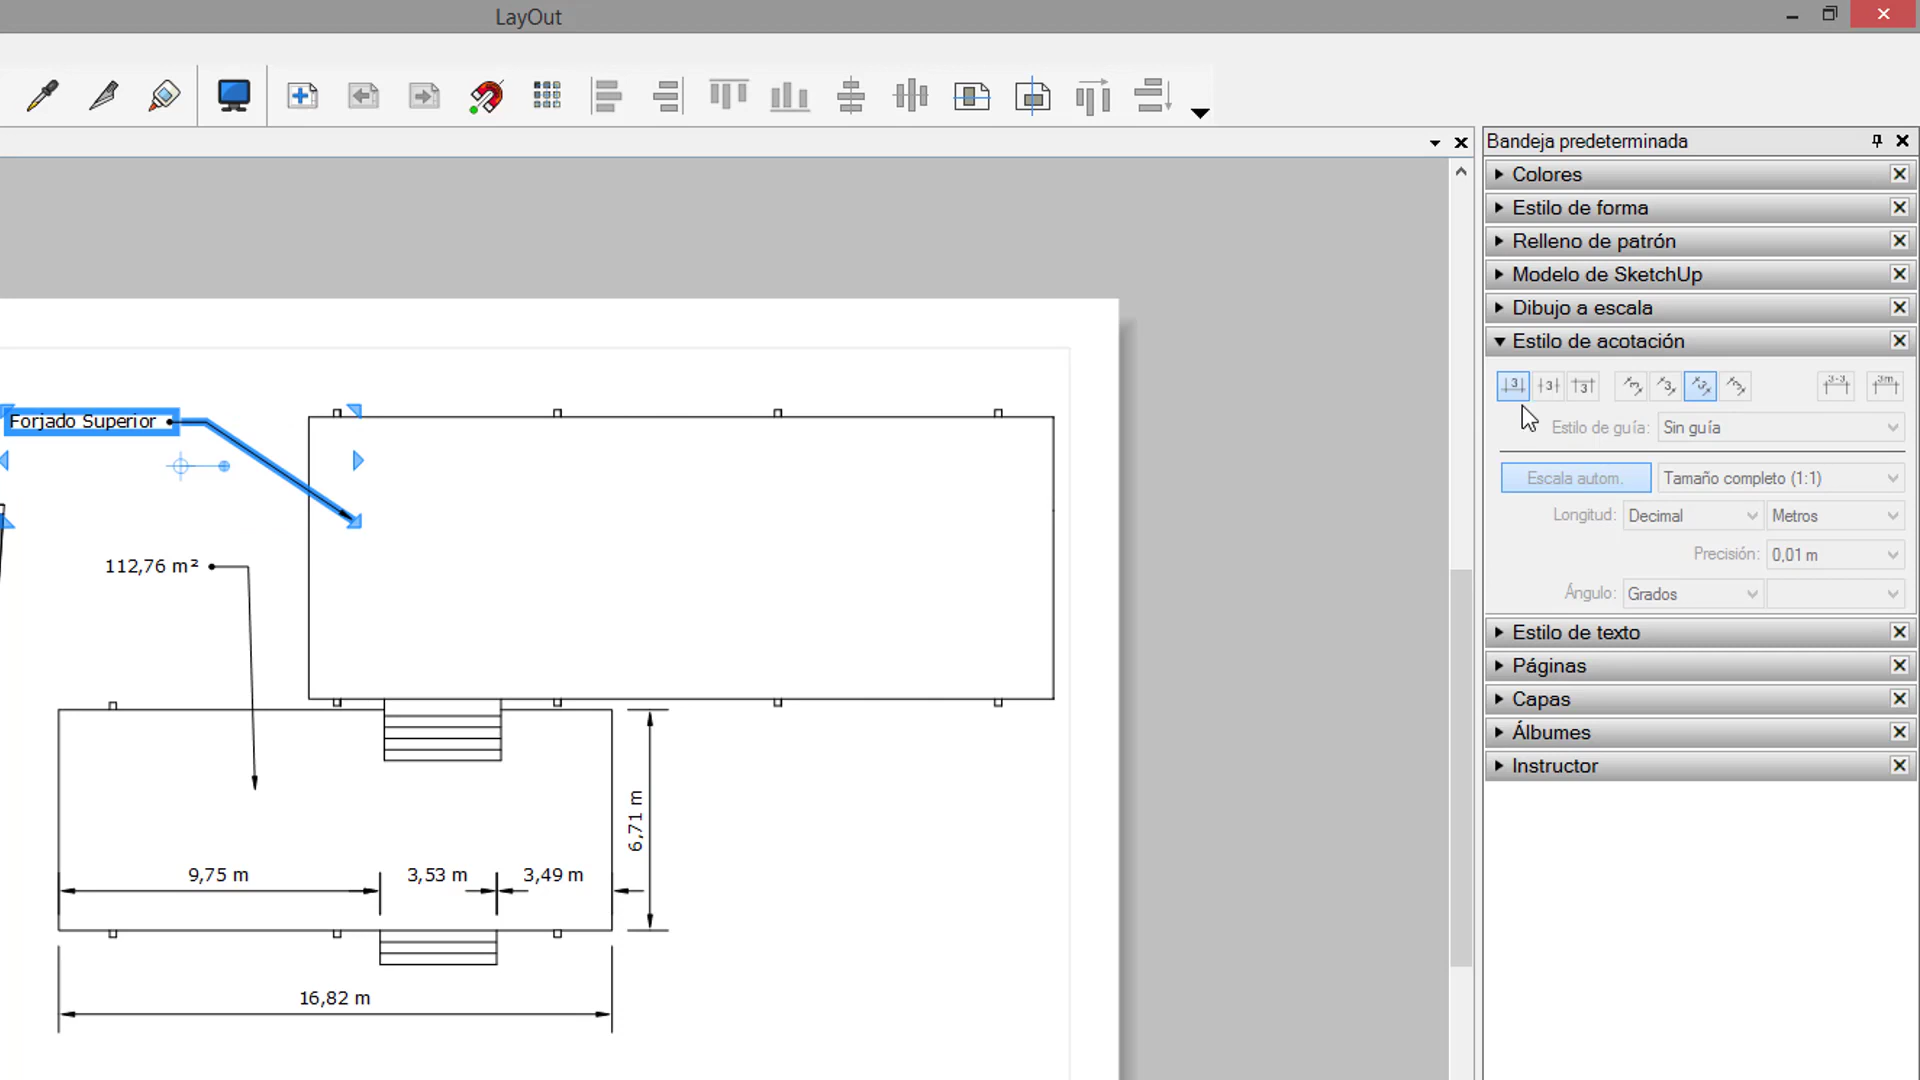 LayOut
Bandeja predeterminada
Colores
Estilo de forma
Relleno de patrón
Modelo de SketchUp
Dibujo a escala
Estilo de acotación
Estilo de guía: Sin guía
Escala autom. Tamaño completo (1:1)
Longitud: Decimal Metros
Precisión: 0,01 m
Ángulo: Grados
Estilo de texto
Páginas
Capas
Álbumes
Instructor
Forjado Superior
112,76 m²
6,71 m
9,75 m 3,53 m 3,49 m
16,82 m